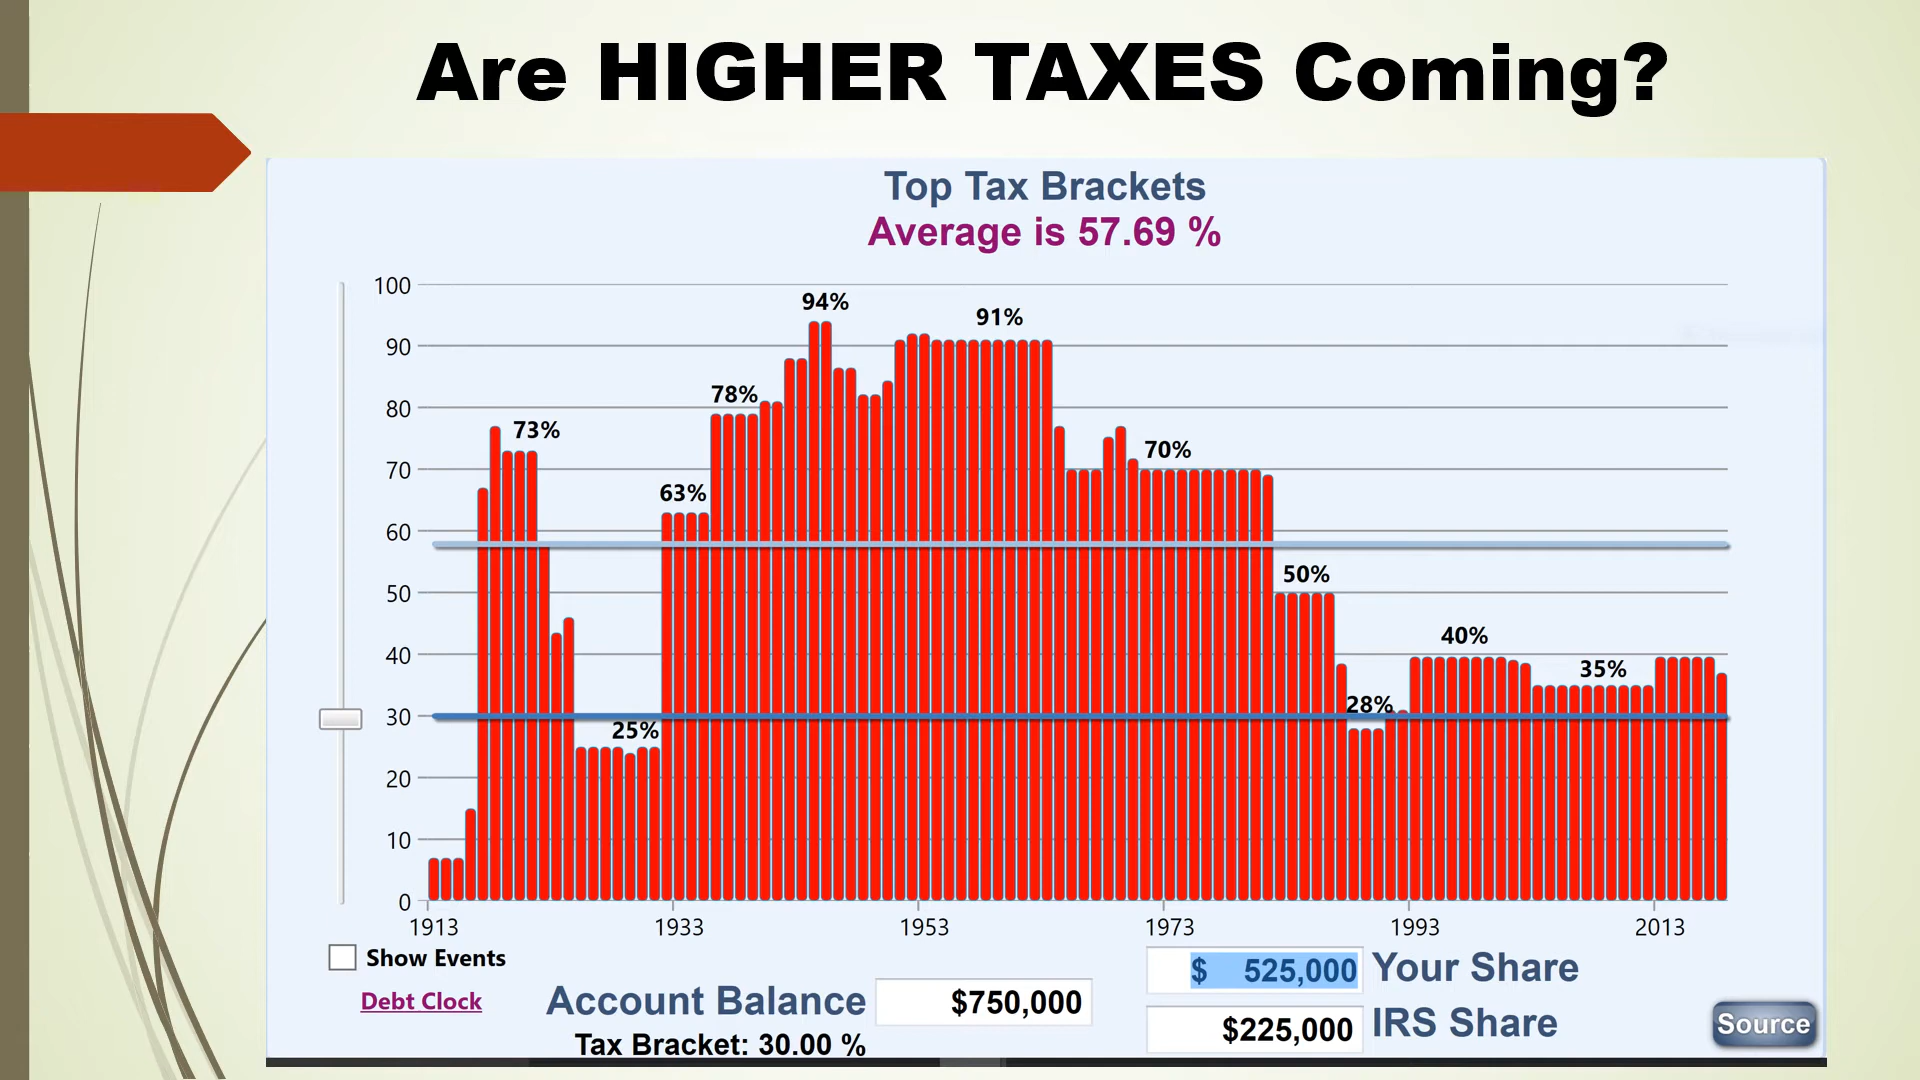 Are HIGHER TAXES Coming?
Top Tax Brackets
Average is 57.69 %
100
90
80
70
60
50
40
30
20
10
0
94%
91%
78%
73%
70%
63%
50%
40%
35%
28%
25%
1913
1933
1953
1973
1993
2013
Show Events
Debt Clock
Account Balance $750,000
Tax Bracket: 30.00 %
$ 525,000 Your Share
$225,000 IRS Share
Source